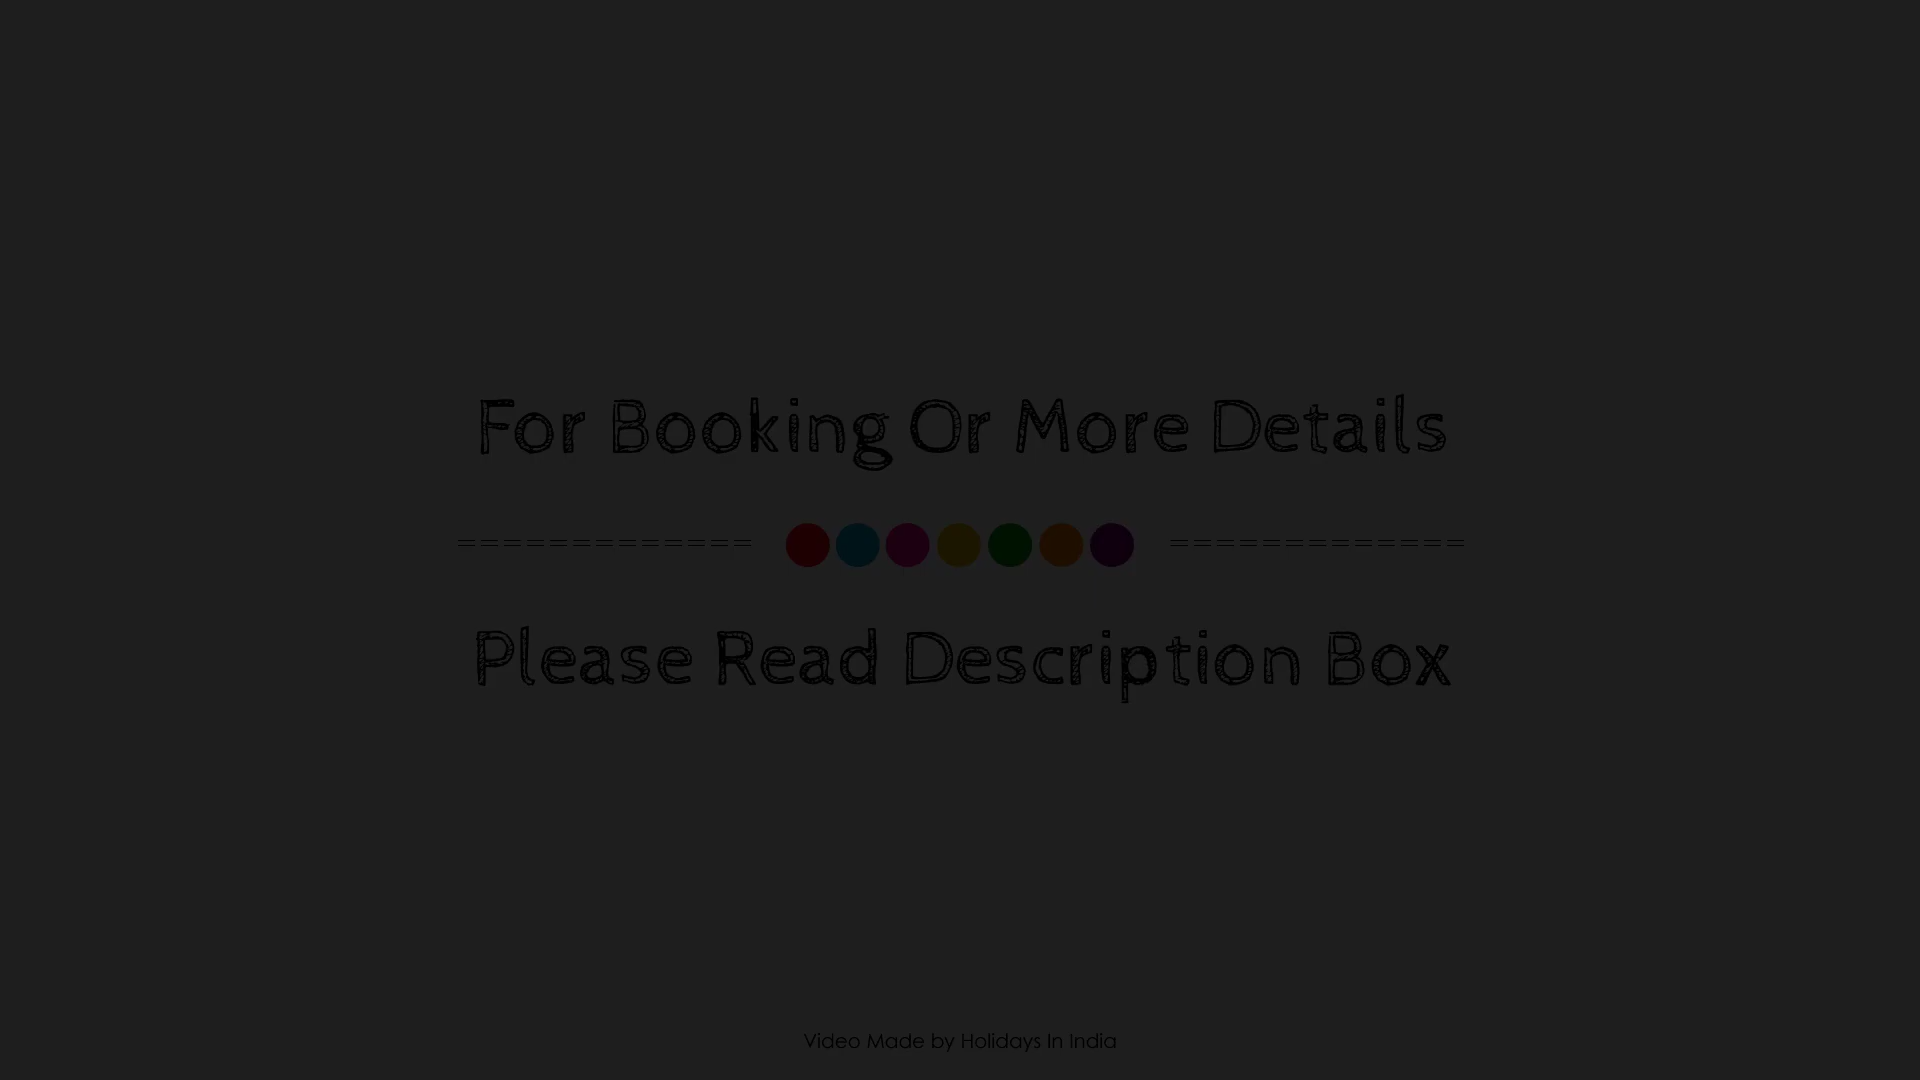 For Booking Or More Details
============= =============
Please Read Description Box
Video Made by Holidays In India